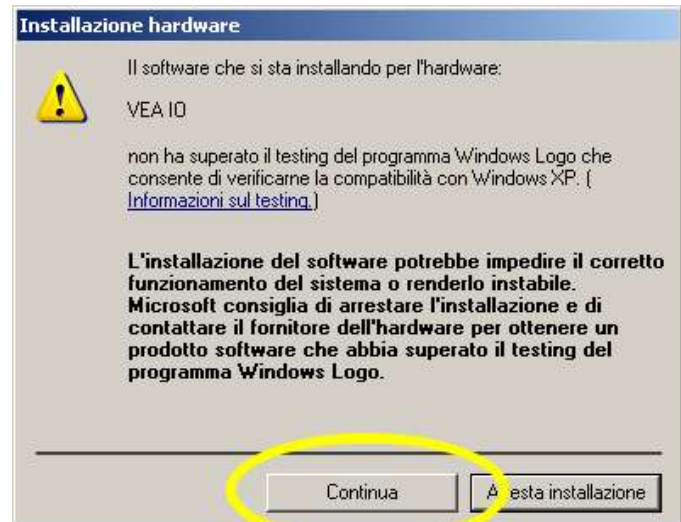 Installazione hardware
Il software che si sta installando per l'hardware:
VEA IO
non ha superato il testing del programma Windows Logo che
consente di verificarne la compatibilità con Windows XP. (
Informazioni sul testing.)
L'installazione del software potrebbe impedire il corretto
funzionamento del sistema o renderlo instabile.
Microsoft consiglia di arrestare l'installazione e di
contattare il fornitore dell'hardware per ottenere un
prodotto software che abbia superato il testing del
programma Windows Logo.
Continua
Arresta installazione